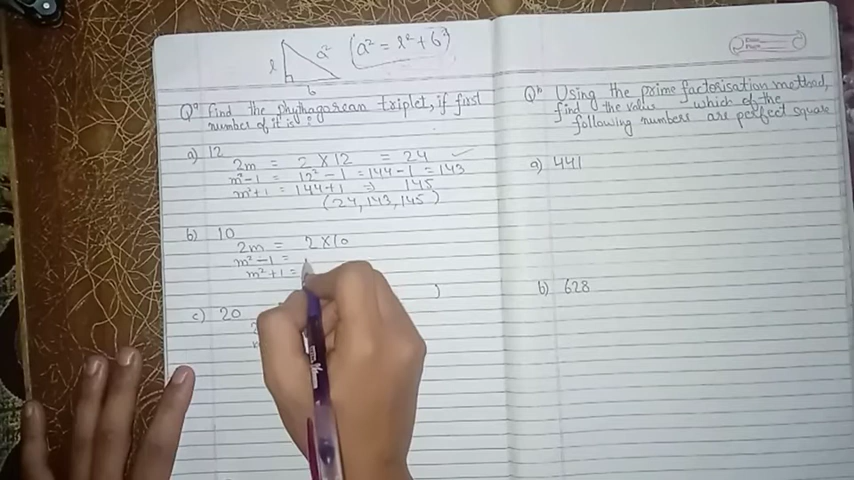 l a² (a² = l² + b²)
b
Qᵃ Find the phythagorean triplet, if first
number of it is :
a) 12
2m = 2 × 12 = 24
m² - 1 = 12² - 1 = 144 - 1 = 143
m² + 1 = 144 + 1 ⇒ 145
(24, 143, 145)
b) 10
2m = 2 × 10
m² - 1 =
m² + 1 =
)
c) 20
Qᵇ Using the prime factorisation method,
find the value which of the
following numbers are perfect square
a) 441
b) 628